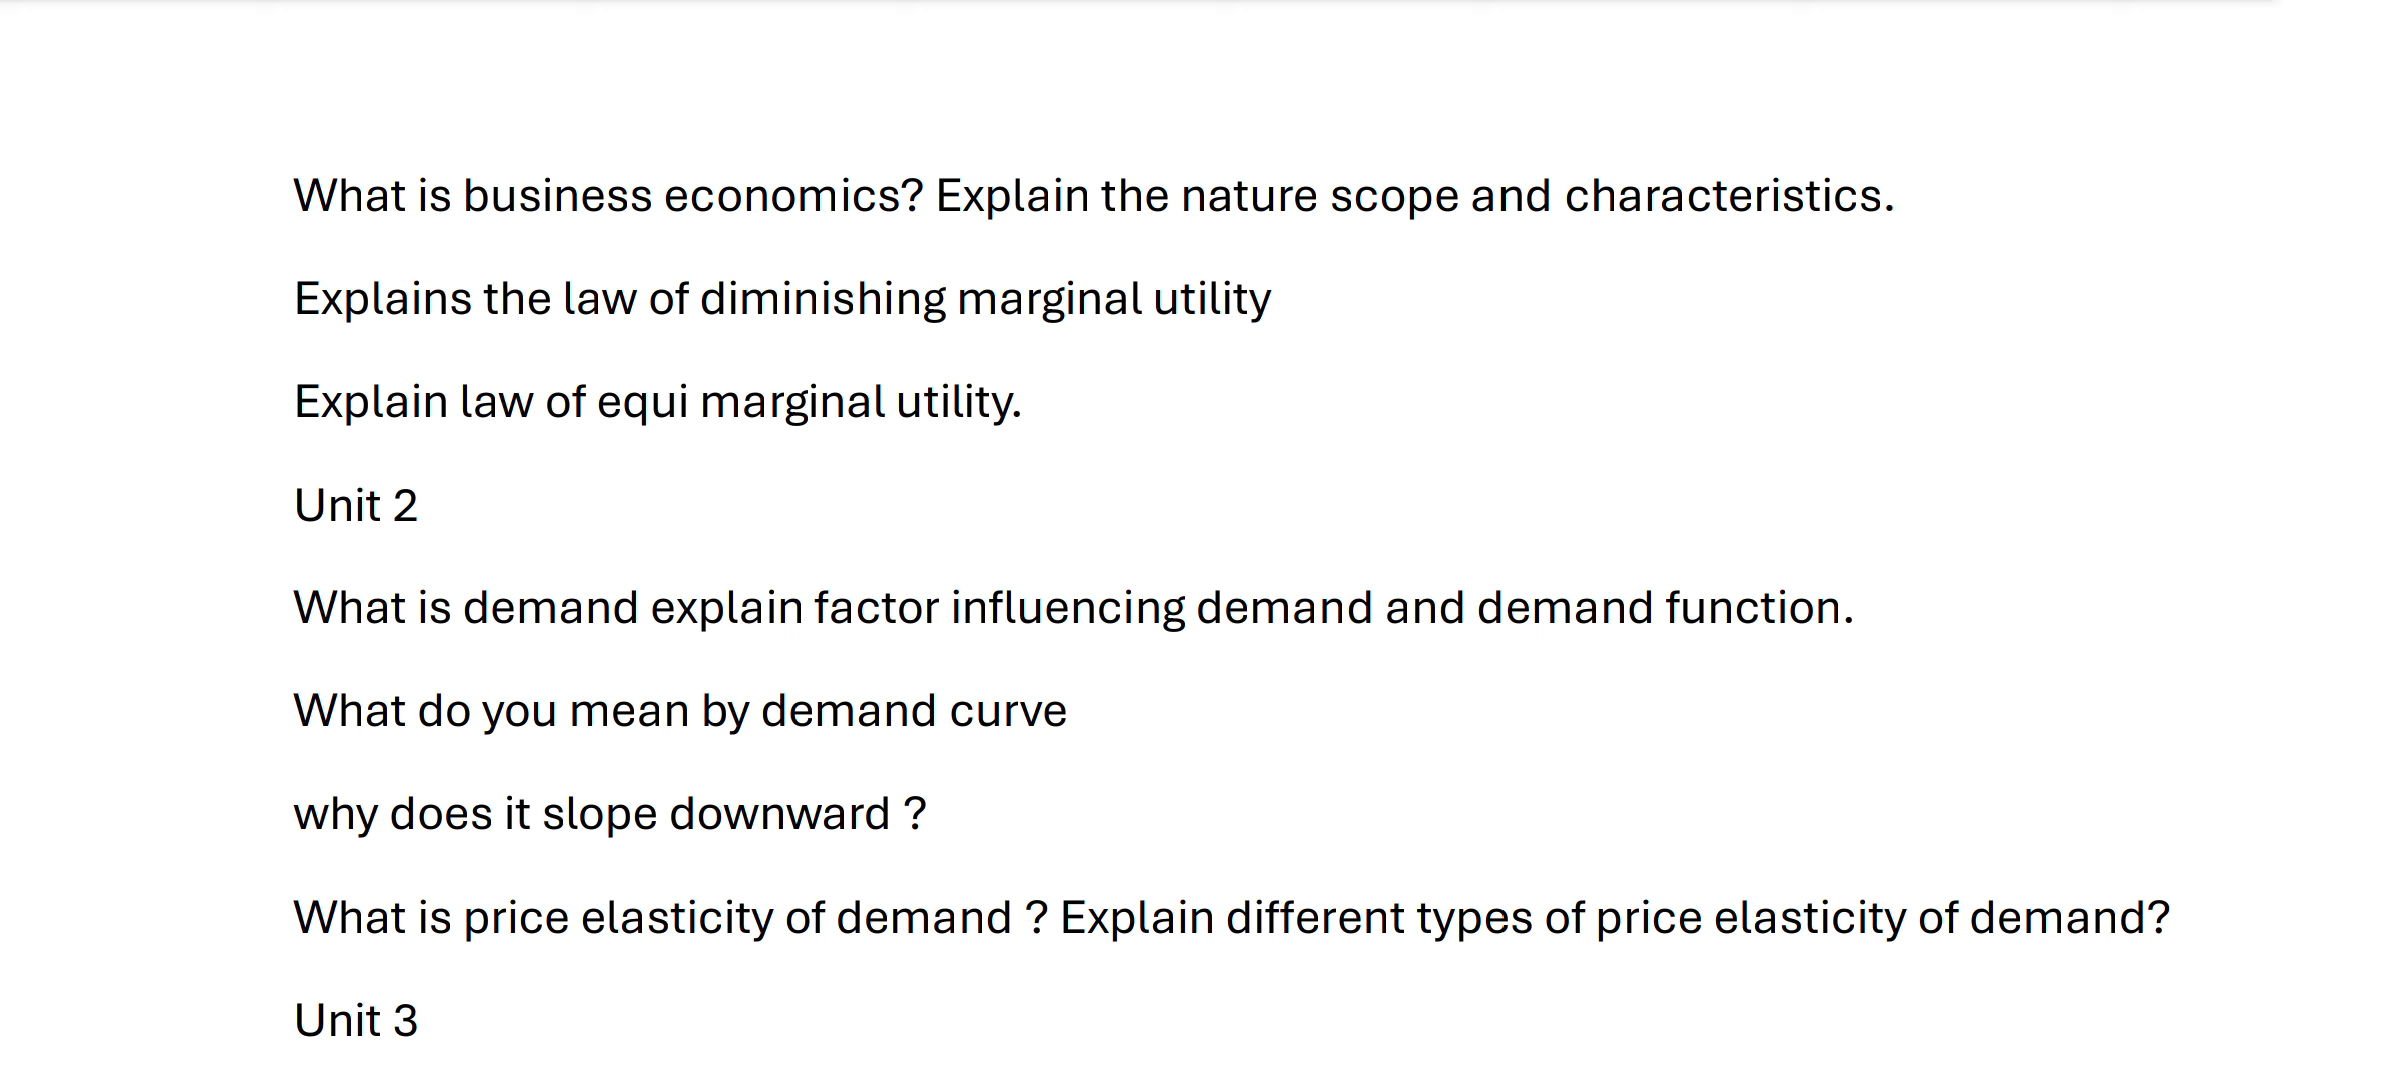 What is business economics? Explain the nature scope and characteristics.
Explains the law of diminishing marginal utility
Explain law of equi marginal utility.
Unit 2
What is demand explain factor influencing demand and demand function.
What do you mean by demand curve
why does it slope downward ?
What is price elasticity of demand ? Explain different types of price elasticity of demand?
Unit 3